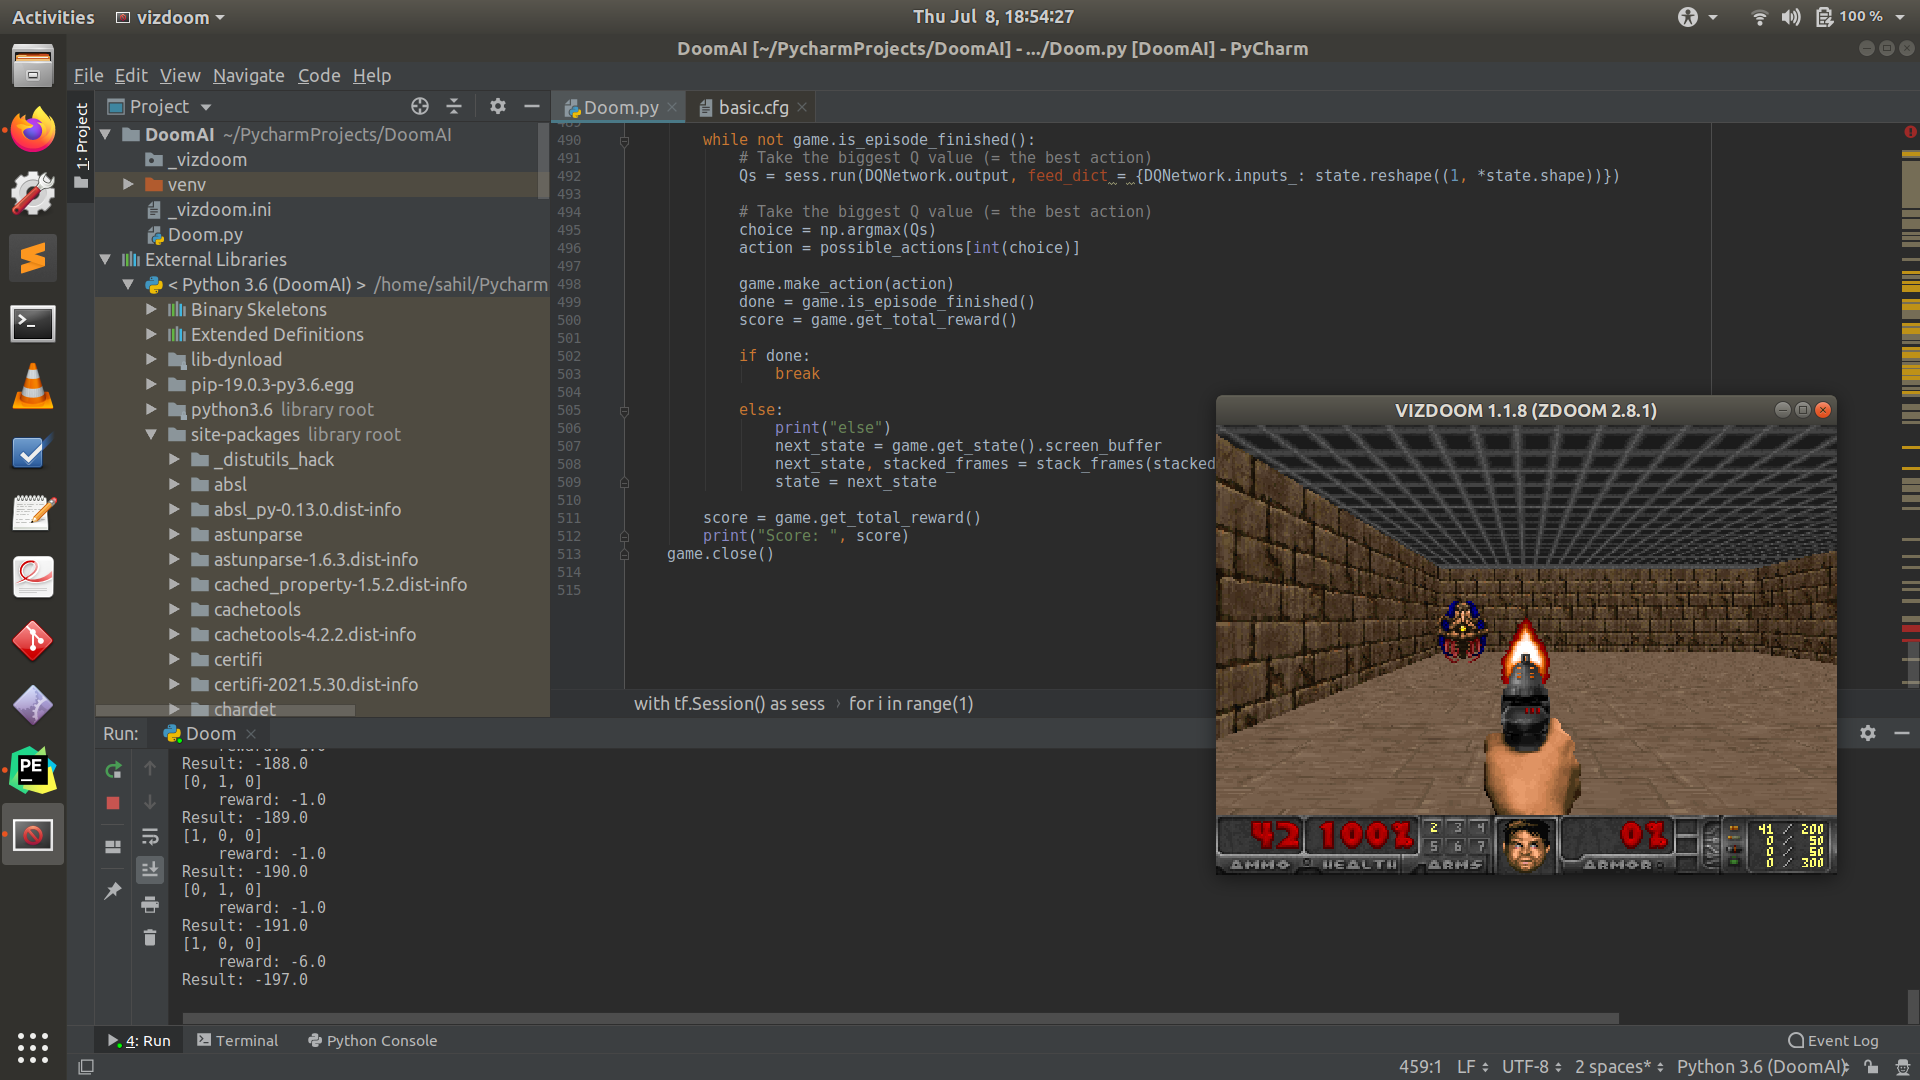 Activities
vizdoom
Thu Jul 8, 18:54:27
100 %
DoomAI [~/PycharmProjects/DoomAI] - .../Doom.py [DoomAI] - PyCharm
File Edit View Navigate Code Help
1: Project
Project
DoomAI ~/PycharmProjects/DoomAI
_vizdoom
venv
_vizdoom.ini
Doom.py
External Libraries
< Python 3.6 (DoomAI) > /home/sahil/Pycharm
Binary Skeletons
Extended Definitions
lib-dynload
pip-19.0.3-py3.6.egg
python3.6 library root
site-packages library root
_distutils_hack
absl
absl_py-0.13.0.dist-info
astunparse
astunparse-1.6.3.dist-info
cached_property-1.5.2.dist-info
cachetools
cachetools-4.2.2.dist-info
certifi
certifi-2021.5.30.dist-info
chardet
Doom.py
basic.cfg
490 while not game.is_episode_finished():
491 # Take the biggest Q value (= the best action)
492 Qs = sess.run(DQNetwork.output, feed_dict = {DQNetwork.inputs_: state.reshape((1, *state.shape))})
493
494 # Take the biggest Q value (= the best action)
495 choice = np.argmax(Qs)
496 action = possible_actions[int(choice)]
497
498 game.make_action(action)
499 done = game.is_episode_finished()
500 score = game.get_total_reward()
501
502 if done:
503 break
504
505 else:
506 print("else")
507 next_state = game.get_state().screen_buffer
508 next_state, stacked_frames = stack_frames(stacked
509 state = next_state
510
511 score = game.get_total_reward()
512 print("Score: ", score)
513 game.close()
514
515
with tf.Session() as sess › for i in range(1)
VIZDOOM 1.1.8 (ZDOOM 2.8.1)
42 100% 2 3 4 0% 41 / 200
5 6 7 0 / 50
0 / 50
0 / 300
AMMO HEALTH ARMS ARMOR
Run: Doom
reward: -1.0
Result: -188.0
[0, 1, 0]
reward: -1.0
Result: -189.0
[1, 0, 0]
reward: -1.0
Result: -190.0
[0, 1, 0]
reward: -1.0
Result: -191.0
[1, 0, 0]
reward: -6.0
Result: -197.0
PE
4: Run
Terminal
Python Console
Event Log
459:1 LF UTF-8 2 spaces* Python 3.6 (DoomAI)